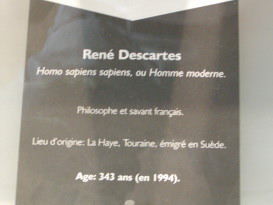 René Descartes
Homo sapiens sapiens, ou Homme moderne.
Philosophe et savant français.
Lieu d'origine: La Haye, Touraine, émigré en Suède.
Age: 343 ans (en 1994).